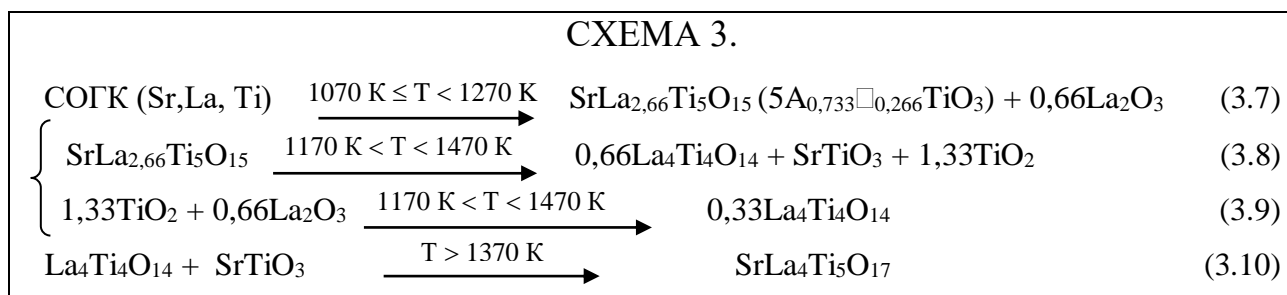 СХЕМА 3.
СОГК (Sr,La, Ti) 1070 К ≤ Т < 1270 К SrLa₂,₆₆Ti₅O₁₅ (5A₀,₇₃₃□₀,₂₆₆TiO₃) + 0,66La₂O₃ (3.7)
SrLa₂,₆₆Ti₅O₁₅ 1170 К < Т < 1470 К 0,66La₄Ti₄O₁₄ + SrTiO₃ + 1,33TiO₂ (3.8)
1,33TiO₂ + 0,66La₂O₃ 1170 К < Т < 1470 К 0,33La₄Ti₄O₁₄ (3.9)
La₄Ti₄O₁₄ + SrTiO₃ Т > 1370 К SrLa₄Ti₅O₁₇ (3.10)